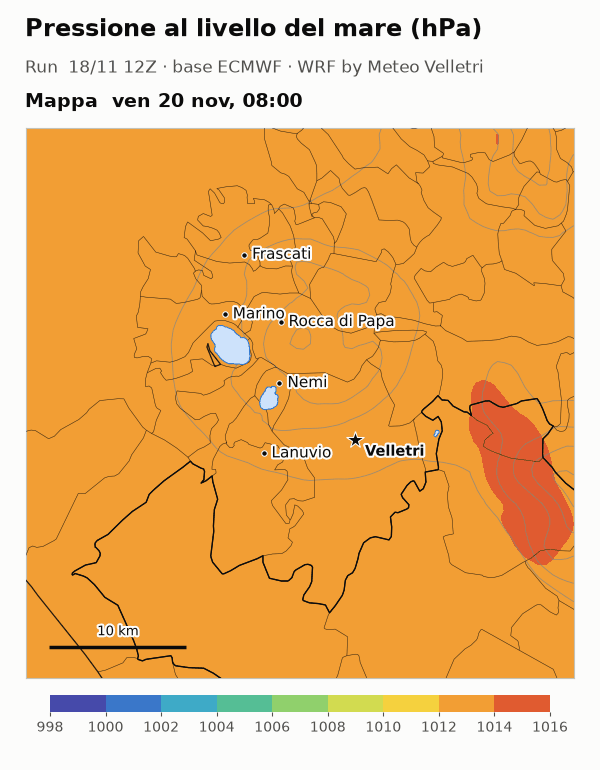 Pressione al livello del mare (hPa)
Run  18/11 12Z · base ECMWF · WRF by Meteo Velletri
Mappa  ven 20 nov, 08:00
Frascati
Marino
Rocca di Papa
Nemi
Velletri
Lanuvio
10 km
998 1000 1002 1004 1006 1008 1010 1012 1014 1016